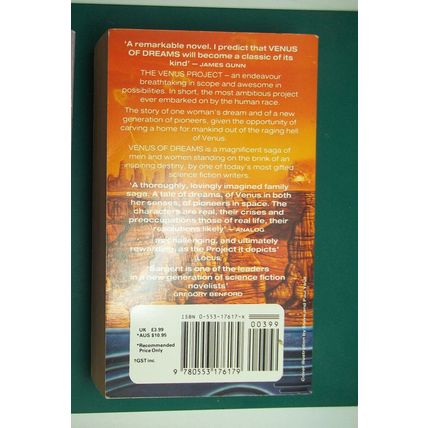 'A remarkable novel. I predict that VENUS
OF DREAMS will become a classic of its
kind' – JAMES GUNN
THE VENUS PROJECT – an endeavour
breathtaking in scope and awesome in
possibilities. In short, the most ambitious project
ever embarked on by the human race.
The story of one woman's dream and of a new
generation of pioneers, given the opportunity of
carving a home for mankind out of the raging hell
of Venus.
VENUS OF DREAMS is a magnificent saga of
men and women standing on the brink of an
inspiring destiny, by one of today's most gifted
science fiction writers.
'A thoroughly, lovingly imagined family
saga. A tale of dreams, of Venus in both
her senses, of pioneers in space. The
characters are real, their crises and
preoccupations those of real life, their
resolutions likely' – ANALOG
challenging, and ultimately
rewarding, as the Project it depicts'
LOCUS
'Sargent is one of the leaders
in a new generation of science fiction
novelists'
GREGORY BENFORD
ISBN 0-553-17617-X
00399
UK £3.99
*AUS $10.95
*Recommended
Price Only
†GST inc.
9 780553 176179
Cover illustration by